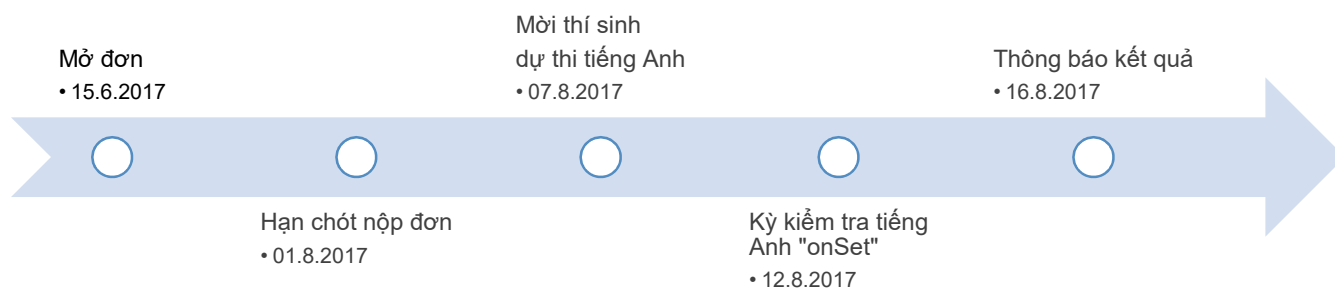 Mở đơn
• 15.6.2017
Hạn chót nộp đơn
• 01.8.2017
Mời thí sinh
dự thi tiếng Anh
• 07.8.2017
Kỳ kiểm tra tiếng
Anh "onSet"
• 12.8.2017
Thông báo kết quả
• 16.8.2017